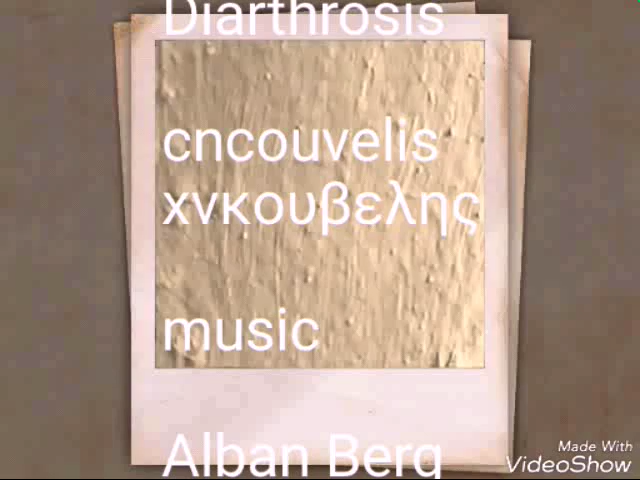 Diarthrosis
cncouvelis
χνκουβελης
music
Alban Berg
Made With
VideoShow